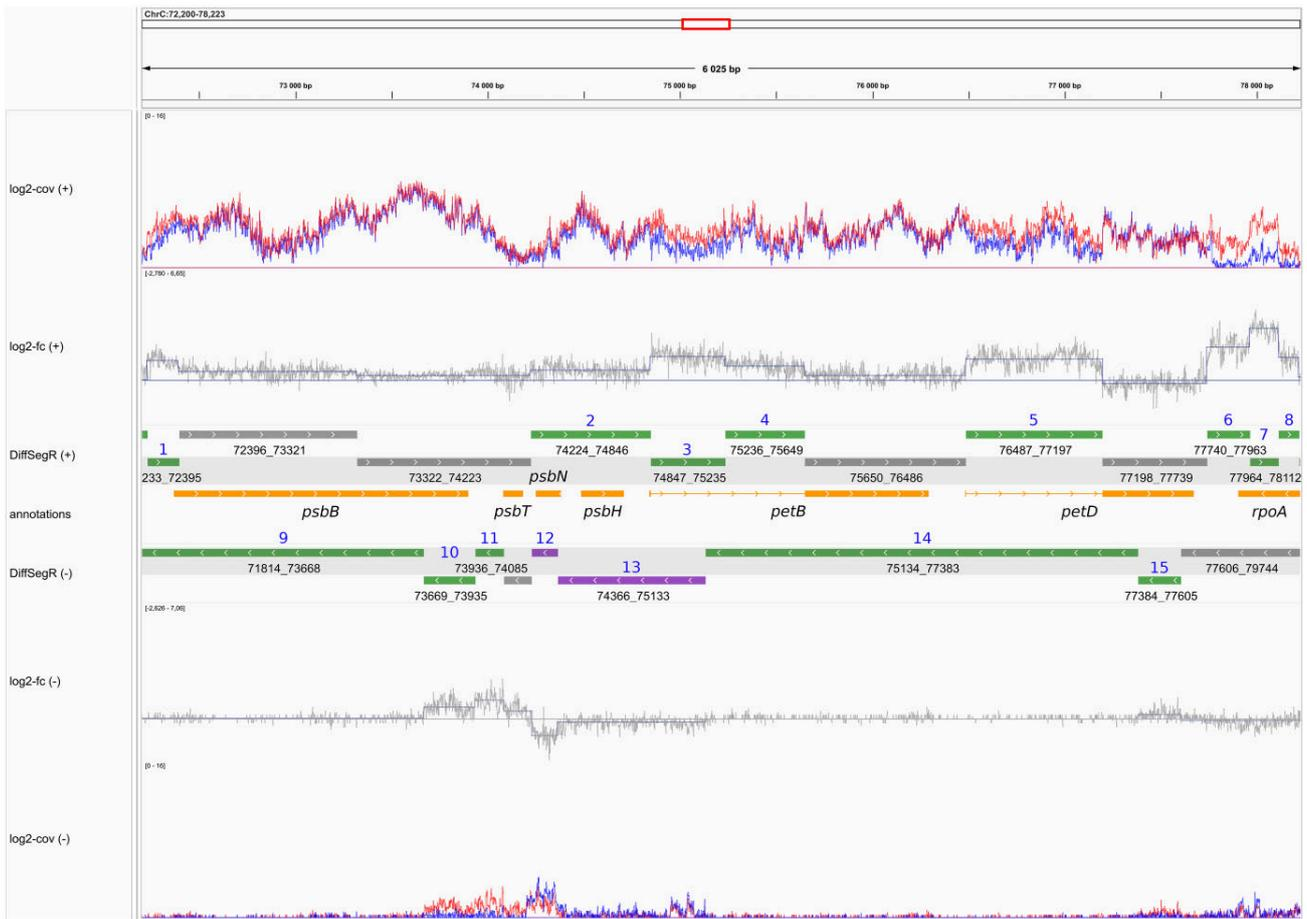 ChrC:72,200-78,223
6 025 bp
73 000 bp 74 000 bp 75 000 bp 76 000 bp 77 000 bp 78 000 bp
[0 - 16]
log2-cov (+)
[-2,780 - 6,65]
log2-fc (+)
2 4 5 6 7 8
1 72396_73321 74224_74846 3 75236_75649 76487_77197 77740_77963
DiffSegR (+)
233_72395 73322_74223 psbN 74847_75235 75650_76486 77198_77739 77964_78112
annotations
psbB psbT psbH petB petD rpoA
9 10 11 12 14
DiffSegR (-)
71814_73668 73936_74085 13 75134_77383 15 77606_79744
73669_73935 74366_75133 77384_77605
[-2,626 - 7,06]
log2-fc (-)
[0 - 16]
log2-cov (-)